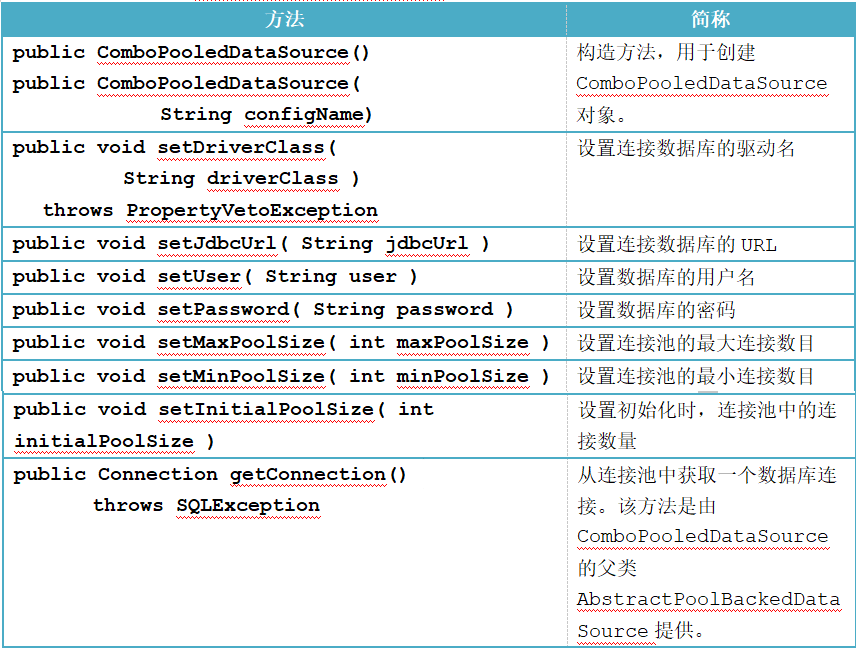 方法 简称
public ComboPooledDataSource()
public ComboPooledDataSource(
String configName)
构造方法，用于创建
ComboPooledDataSource
对象。
public void setDriverClass(
String driverClass )
throws PropertyVetoException
设置连接数据库的驱动名
public void setJdbcUrl( String jdbcUrl )
设置连接数据库的 URL
public void setUser( String user )
设置数据库的用户名
public void setPassword( String password )
设置数据库的密码
public void setMaxPoolSize( int maxPoolSize )
设置连接池的最大连接数目
public void setMinPoolSize( int minPoolSize )
设置连接池的最小连接数目
public void setInitialPoolSize( int
initialPoolSize )
设置初始化时，连接池中的连
接数量
public Connection getConnection()
throws SQLException
从连接池中获取一个数据库连
接。该方法是由
ComboPooledDataSource
的父类
AbstractPoolBackedData
Source 提供。